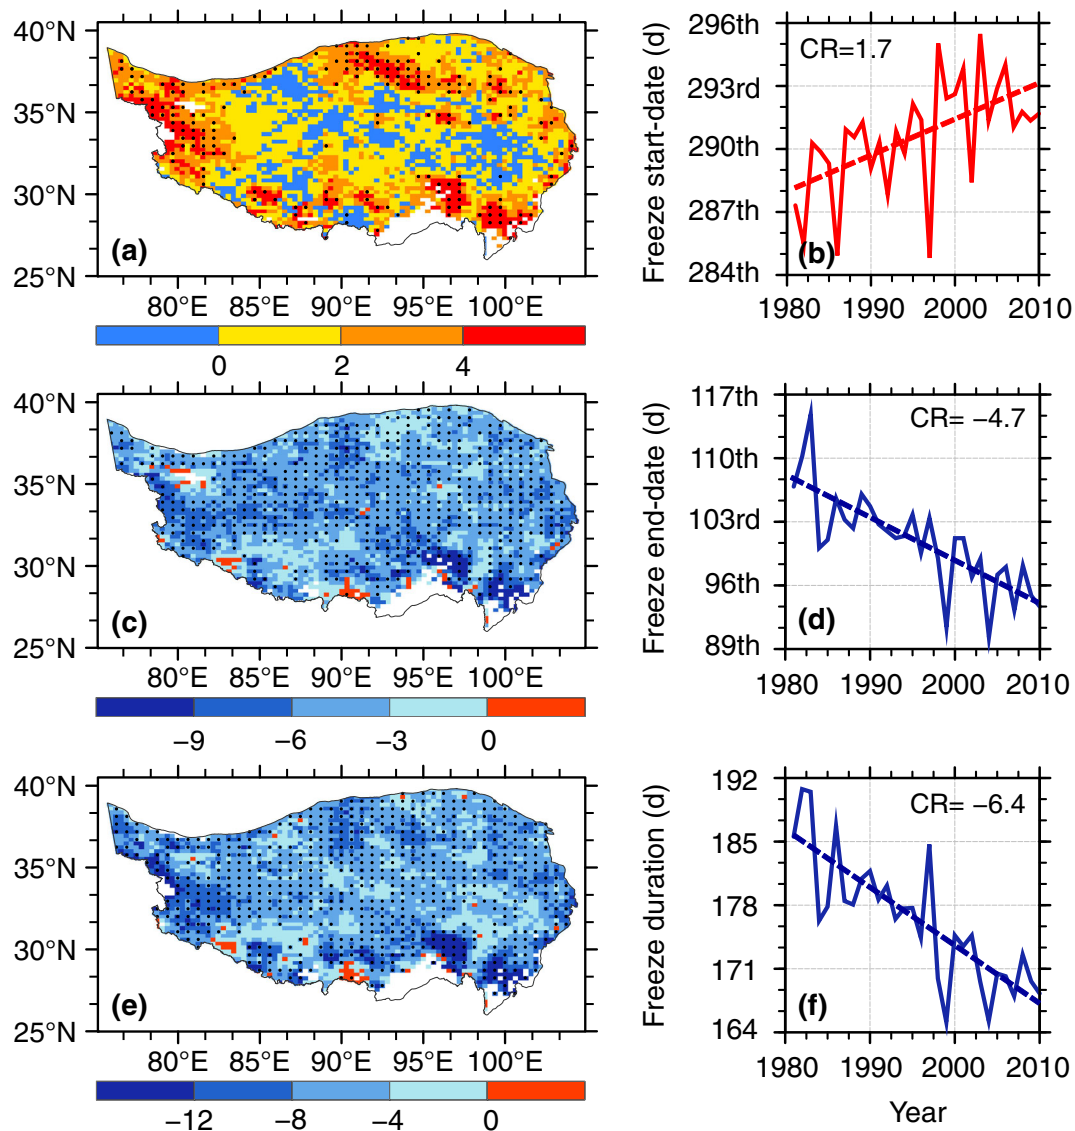 40°N
35°N
30°N
25°N
(a)
80°E 85°E 90°E 95°E 100°E
0 2 4
Freeze start-date (d)
296th
293rd
290th
287th
284th
CR=1.7
(b)
1980 1990 2000 2010
40°N
35°N
30°N
25°N
(c)
80°E 85°E 90°E 95°E 100°E
−9 −6 −3 0
Freeze end-date (d)
117th
110th
103rd
96th
89th
CR= −4.7
(d)
1980 1990 2000 2010
40°N
35°N
30°N
25°N
(e)
80°E 85°E 90°E 95°E 100°E
−12 −8 −4 0
Freeze duration (d)
192
185
178
171
164
CR= −6.4
(f)
1980 1990 2000 2010
Year